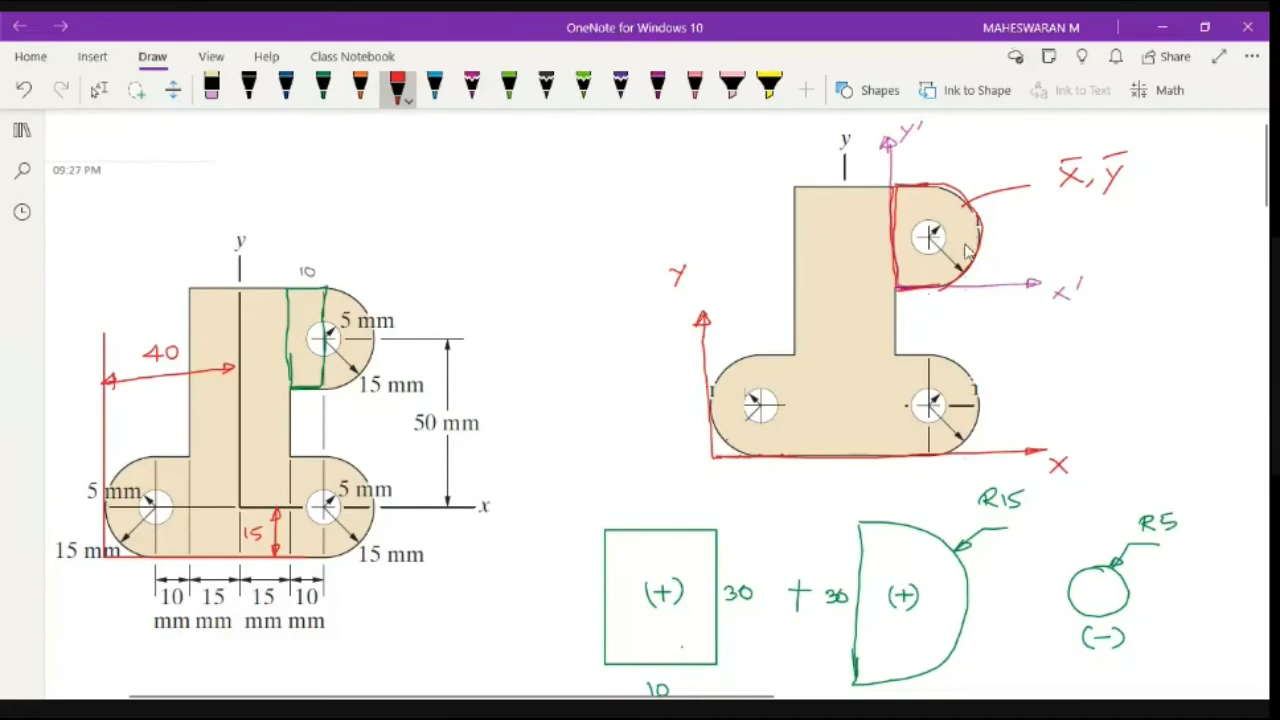 OneNote for Windows 10
MAHESWARAN M
Home Insert Draw View Help Class Notebook
Share
Shapes
Ink to Shape
Ink to Text
Math
09:27 PM
y
10
5 mm
40
15 mm
50 mm
5 mm
5 mm
x
15
15 mm
15 mm
10 15 15 10
mm mm mm mm
y
y'
x̄, ȳ
x'
y
x
R15
R5
(+) 30 + 30 (+)
(-)
10